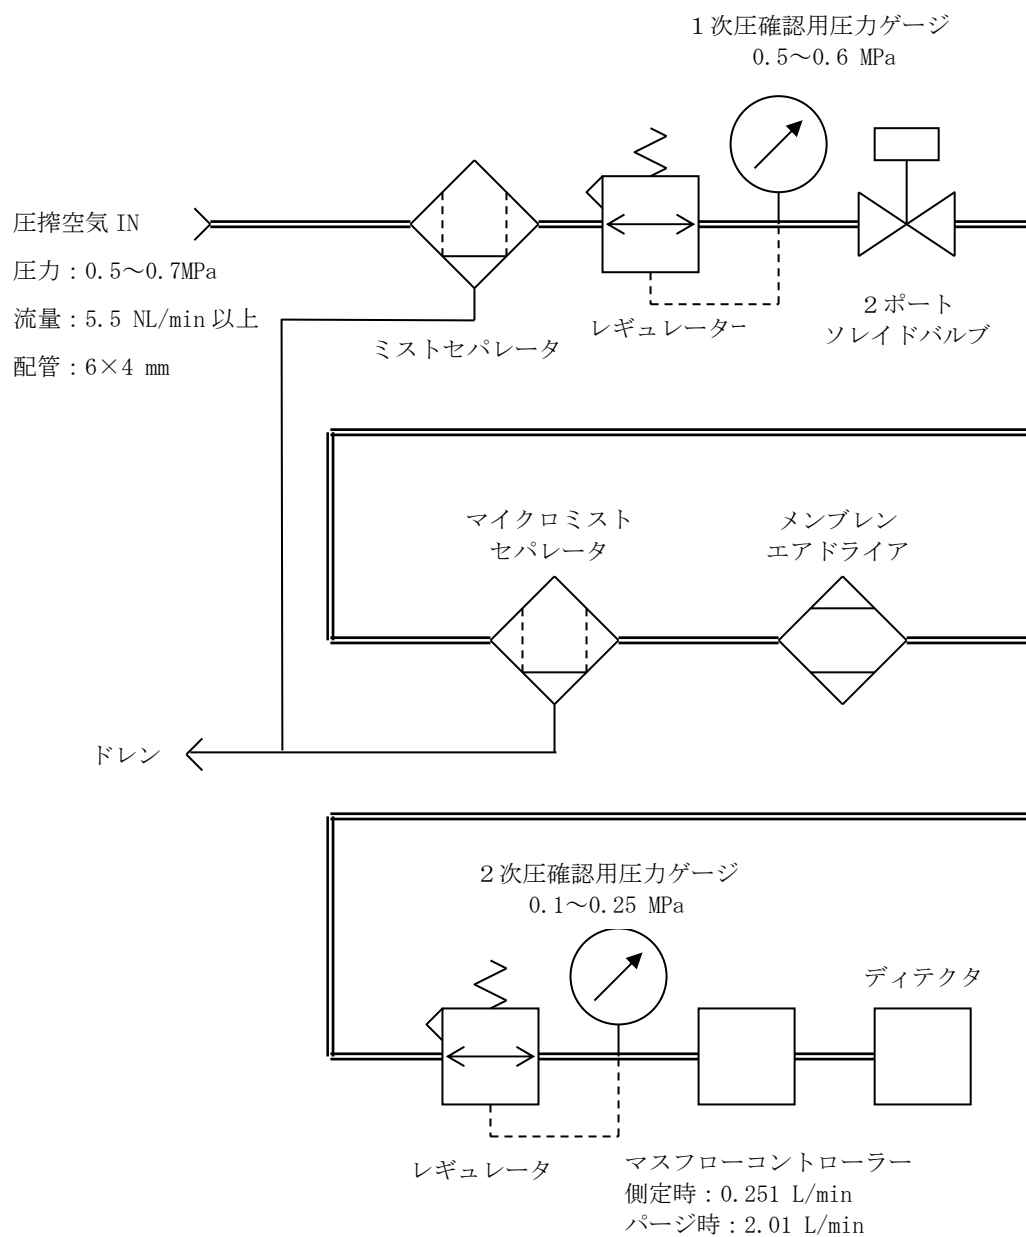 １次圧確認用圧力ゲージ
0.5～0.6 MPa
圧搾空気 IN
圧力：0.5～0.7MPa
流量：5.5 NL/min 以上
配管：6×4 mm
ミストセパレータ
レギュレーター
２ポート
ソレイドバルブ
マイクロミスト
セパレータ
メンブレン
エアドライア
ドレン
２次圧確認用圧力ゲージ
0.1～0.25 MPa
ディテクタ
レギュレータ
マスフローコントローラー
側定時：0.251 L/min
パージ時：2.01 L/min